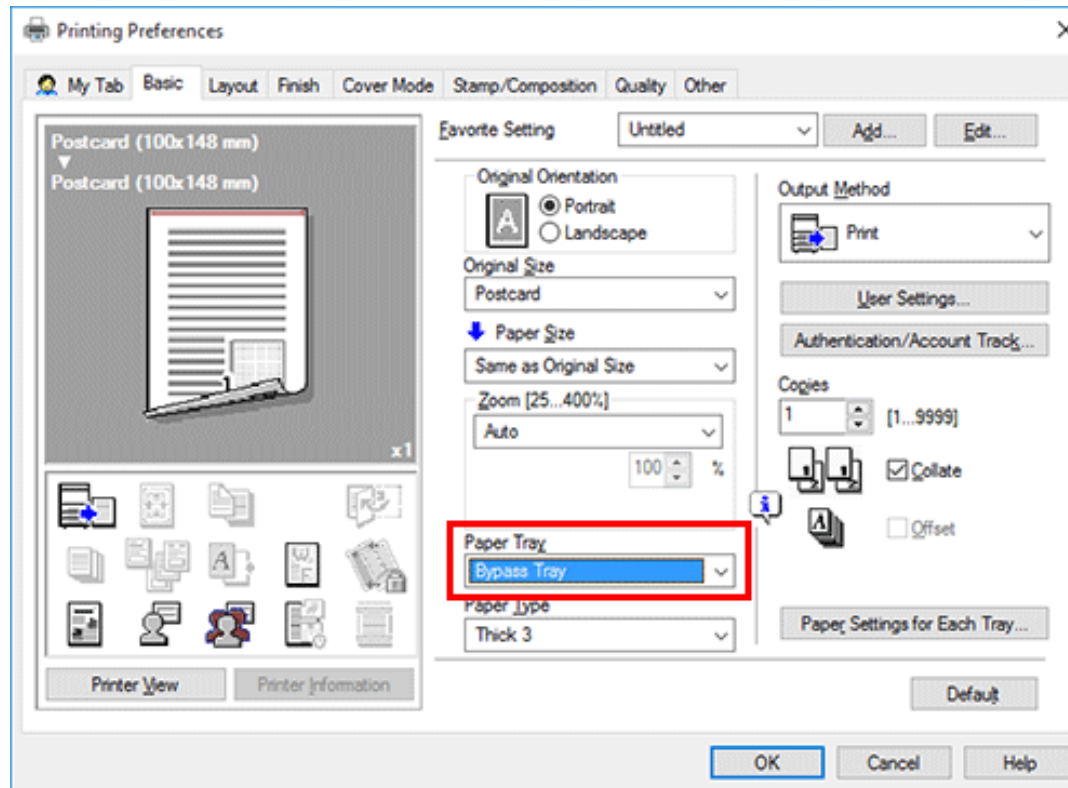 Printing Preferences
My Tab Basic Layout Finish Cover Mode Stamp/Composition Quality Other
Postcard (100x148 mm)
Postcard (100x148 mm)
1
x1
Printer View
Printer Information
Favorite Setting
Untitled
Add...
Edit...
Original Orientation
A
Portrait
Landscape
Original Size
Postcard
Paper Size
Same as Original Size
Zoom [25...400%]
Auto
100 %
Paper Tray
Bypass Tray
Paper Type
Thick 3
Output Method
Print
User Settings...
Authentication/Account Track...
Copies
1 [1...9999]
Collate
A
Offset
Paper Settings for Each Tray...
Default
OK
Cancel
Help